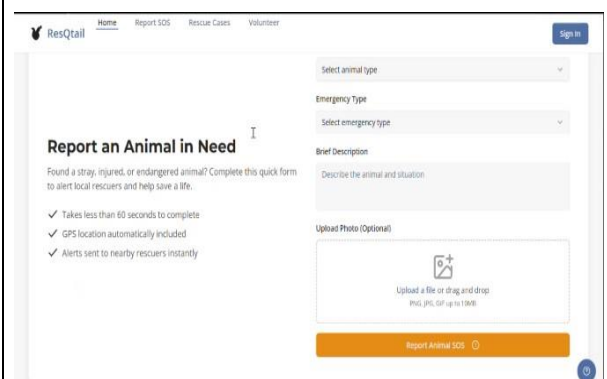 ResQtail
Home
Report SOS
Rescue Cases
Volunteer
Sign In
Select animal type
Emergency Type
Select emergency type
Report an Animal in Need
Found a stray, injured, or endangered animal? Complete this quick form
to alert local rescuers and help save a life.
Takes less than 60 seconds to complete
GPS location automatically included
Alerts sent to nearby rescuers instantly
Brief Description
Describe the animal and situation
Upload Photo (Optional)
Upload a file or drag and drop
PNG, JPG, GIF up to 10MB
Report Animal SOS